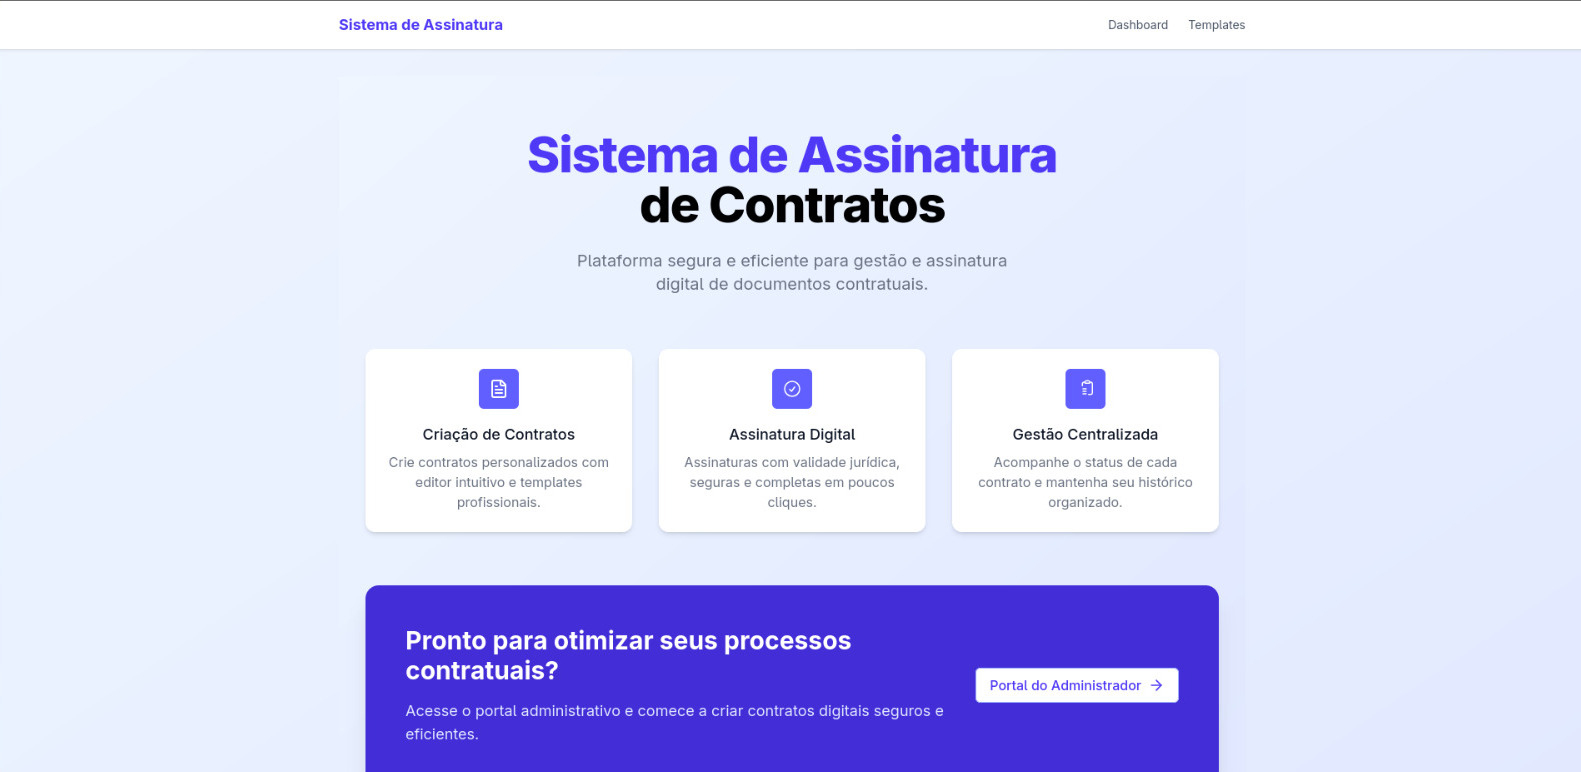 Sistema de Assinatura
Dashboard
Templates
Sistema de Assinatura
de Contratos
Plataforma segura e eficiente para gestão e assinatura
digital de documentos contratuais.
Criação de Contratos
Crie contratos personalizados com
editor intuitivo e templates
profissionais.
Assinatura Digital
Assinaturas com validade jurídica,
seguras e completas em poucos
cliques.
Gestão Centralizada
Acompanhe o status de cada
contrato e mantenha seu histórico
organizado.
Pronto para otimizar seus processos
contratuais?
Acesse o portal administrativo e comece a criar contratos digitais seguros e
eficientes.
Portal do Administrador